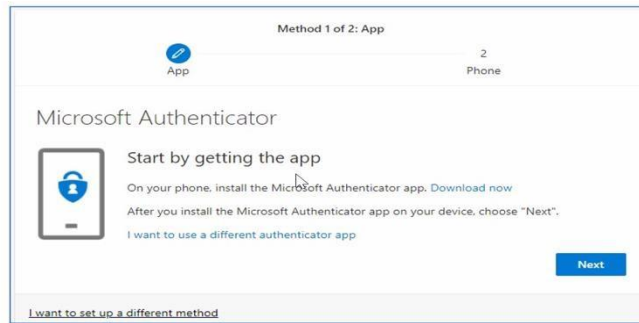 Method 1 of 2: App
2
App
Phone
Microsoft Authenticator
Start by getting the app
On your phone, install the Microsoft Authenticator app. Download now
After you install the Microsoft Authenticator app on your device, choose "Next".
I want to use a different authenticator app
Next
I want to set up a different method